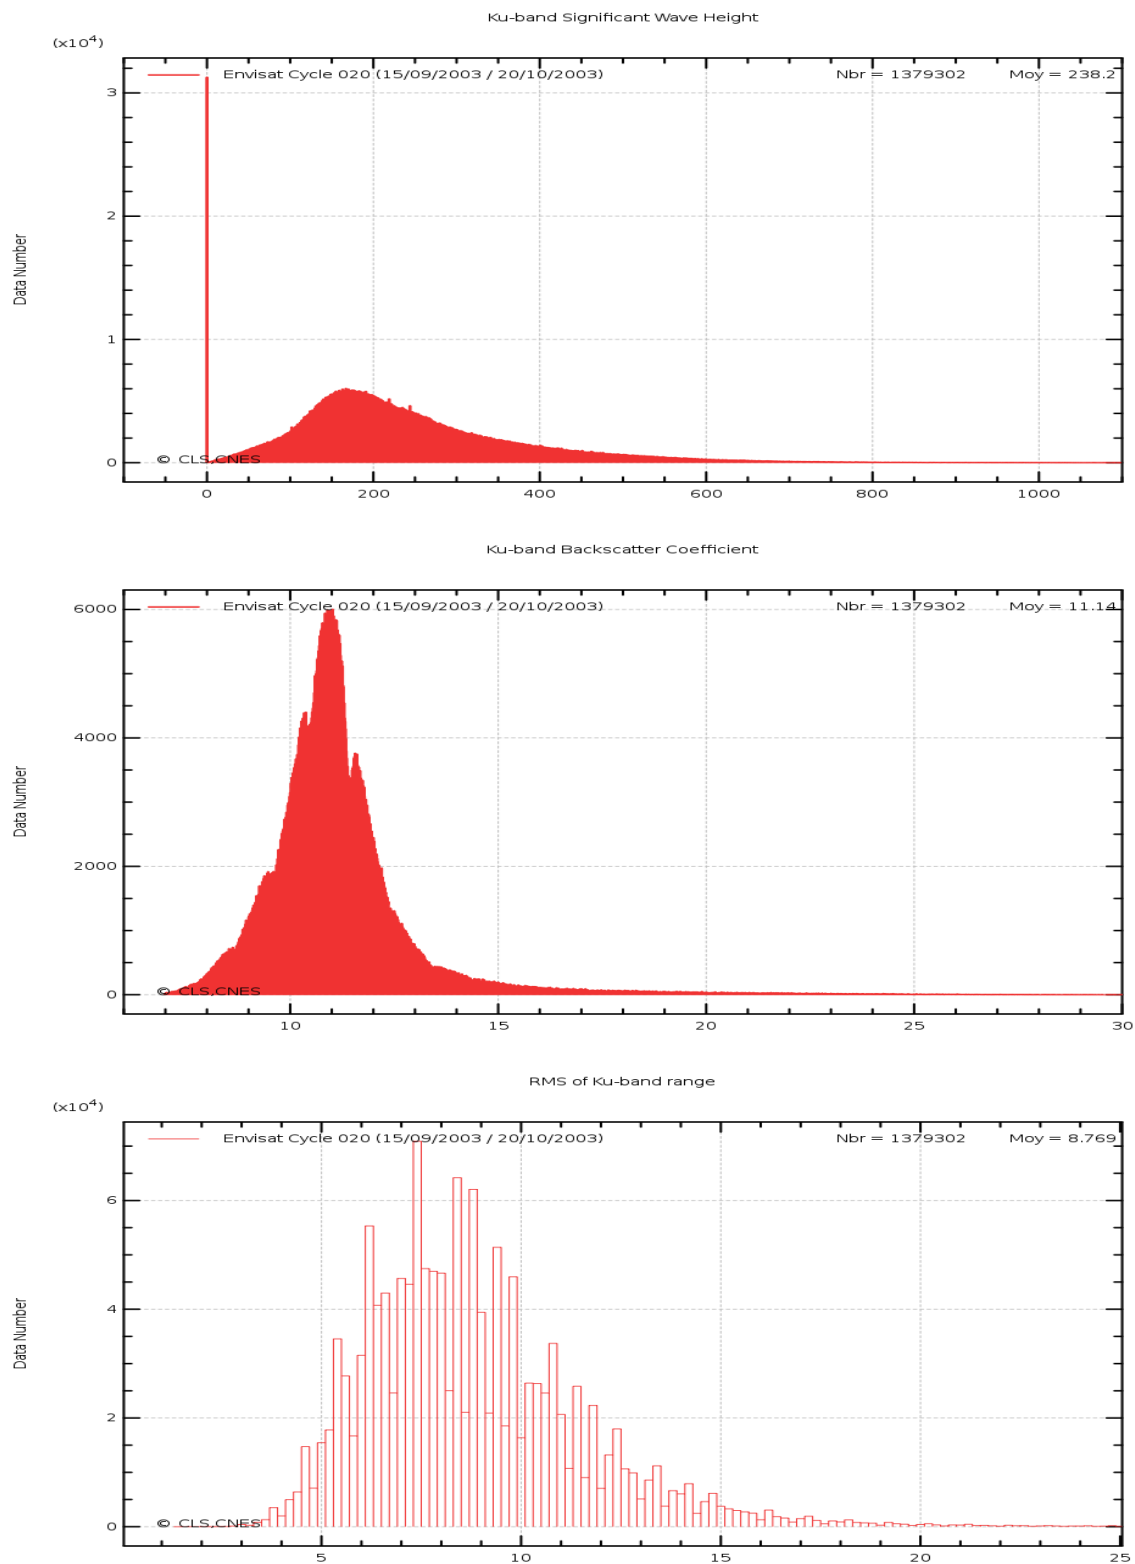 Ku-band Significant Wave Height
(x10⁴)
Envisat Cycle 020 (15/09/2003 / 20/10/2003) Nbr = 1379302 Moy = 238.2
3
2
Data Number
1
0
© CLS,CNES
0 200 400 600 800 1000
Ku-band Backscatter Coefficient
6000
Envisat Cycle 020 (15/09/2003 / 20/10/2003) Nbr = 1379302 Moy = 11.14
4000
Data Number
2000
0
© CLS,CNES
10 15 20 25 30
RMS of Ku-band range
(x10⁴)
Envisat Cycle 020 (15/09/2003 / 20/10/2003) Nbr = 1379302 Moy = 8.769
6
4
Data Number
2
0
© CLS,CNES
5 10 15 20 25